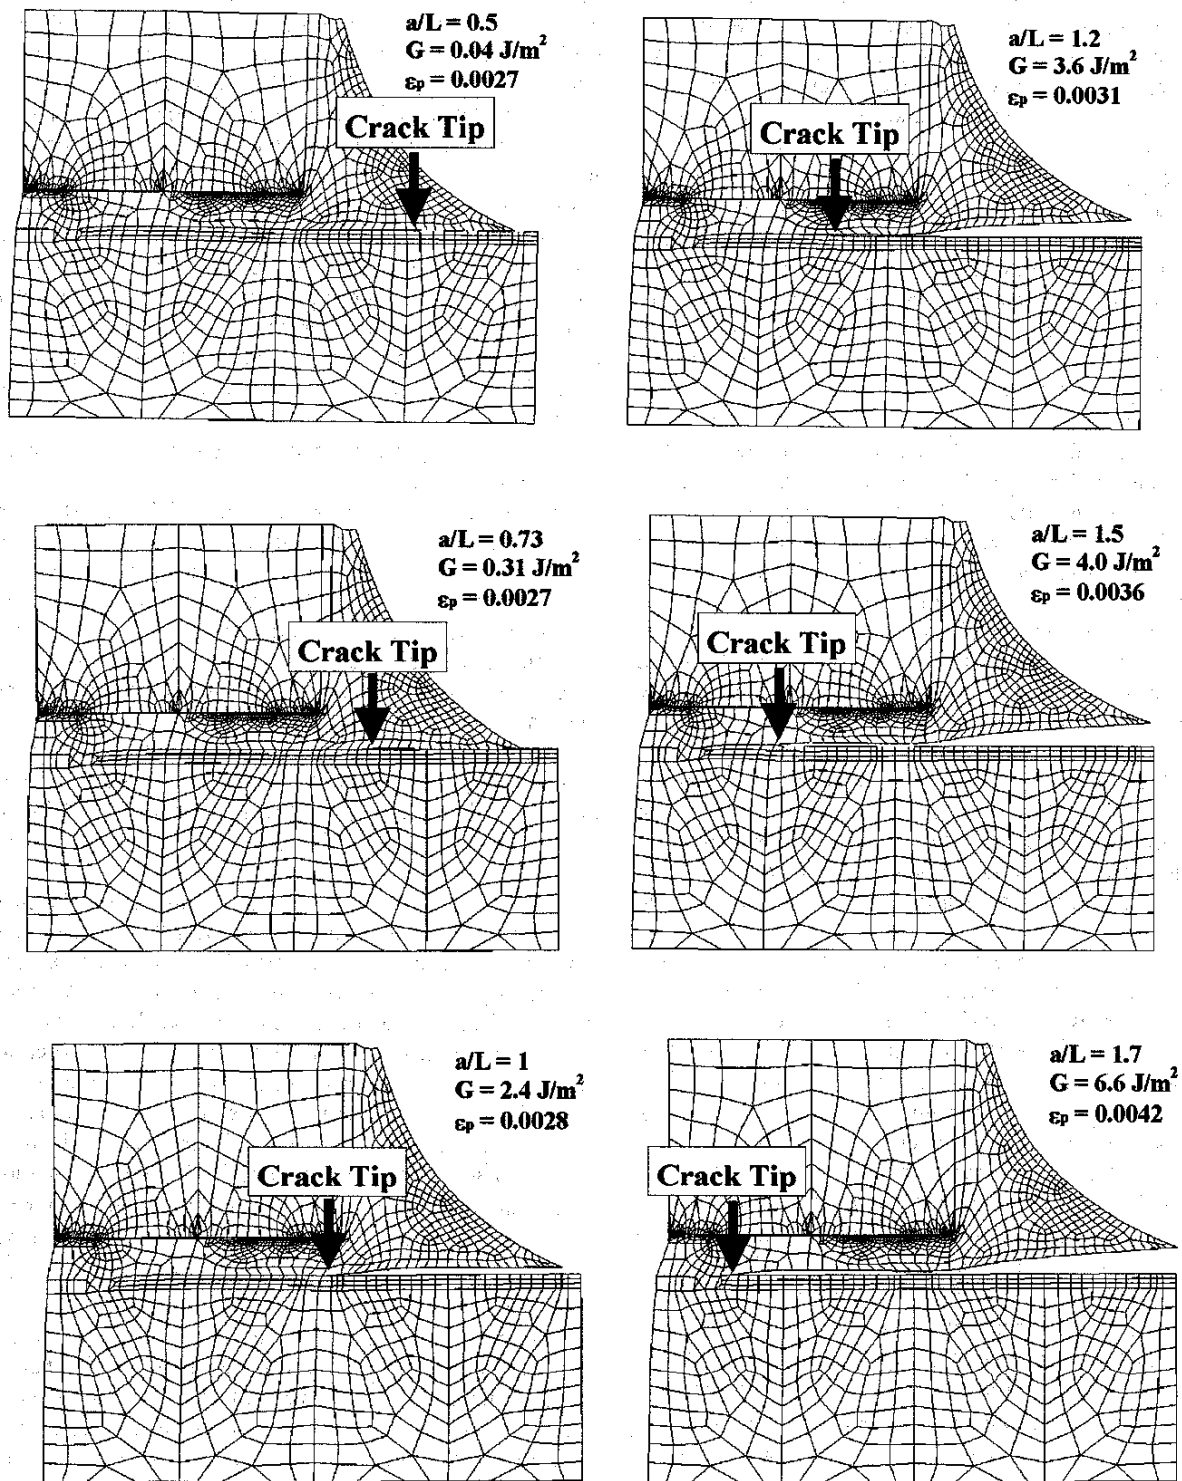 a/L = 0.5
G = 0.04 J/m²
εp = 0.0027
Crack Tip
a/L = 1.2
G = 3.6 J/m²
εp = 0.0031
Crack Tip
a/L = 0.73
G = 0.31 J/m²
εp = 0.0027
Crack Tip
a/L = 1.5
G = 4.0 J/m²
εp = 0.0036
Crack Tip
a/L = 1
G = 2.4 J/m²
εp = 0.0028
Crack Tip
a/L = 1.7
G = 6.6 J/m²
εp = 0.0042
Crack Tip